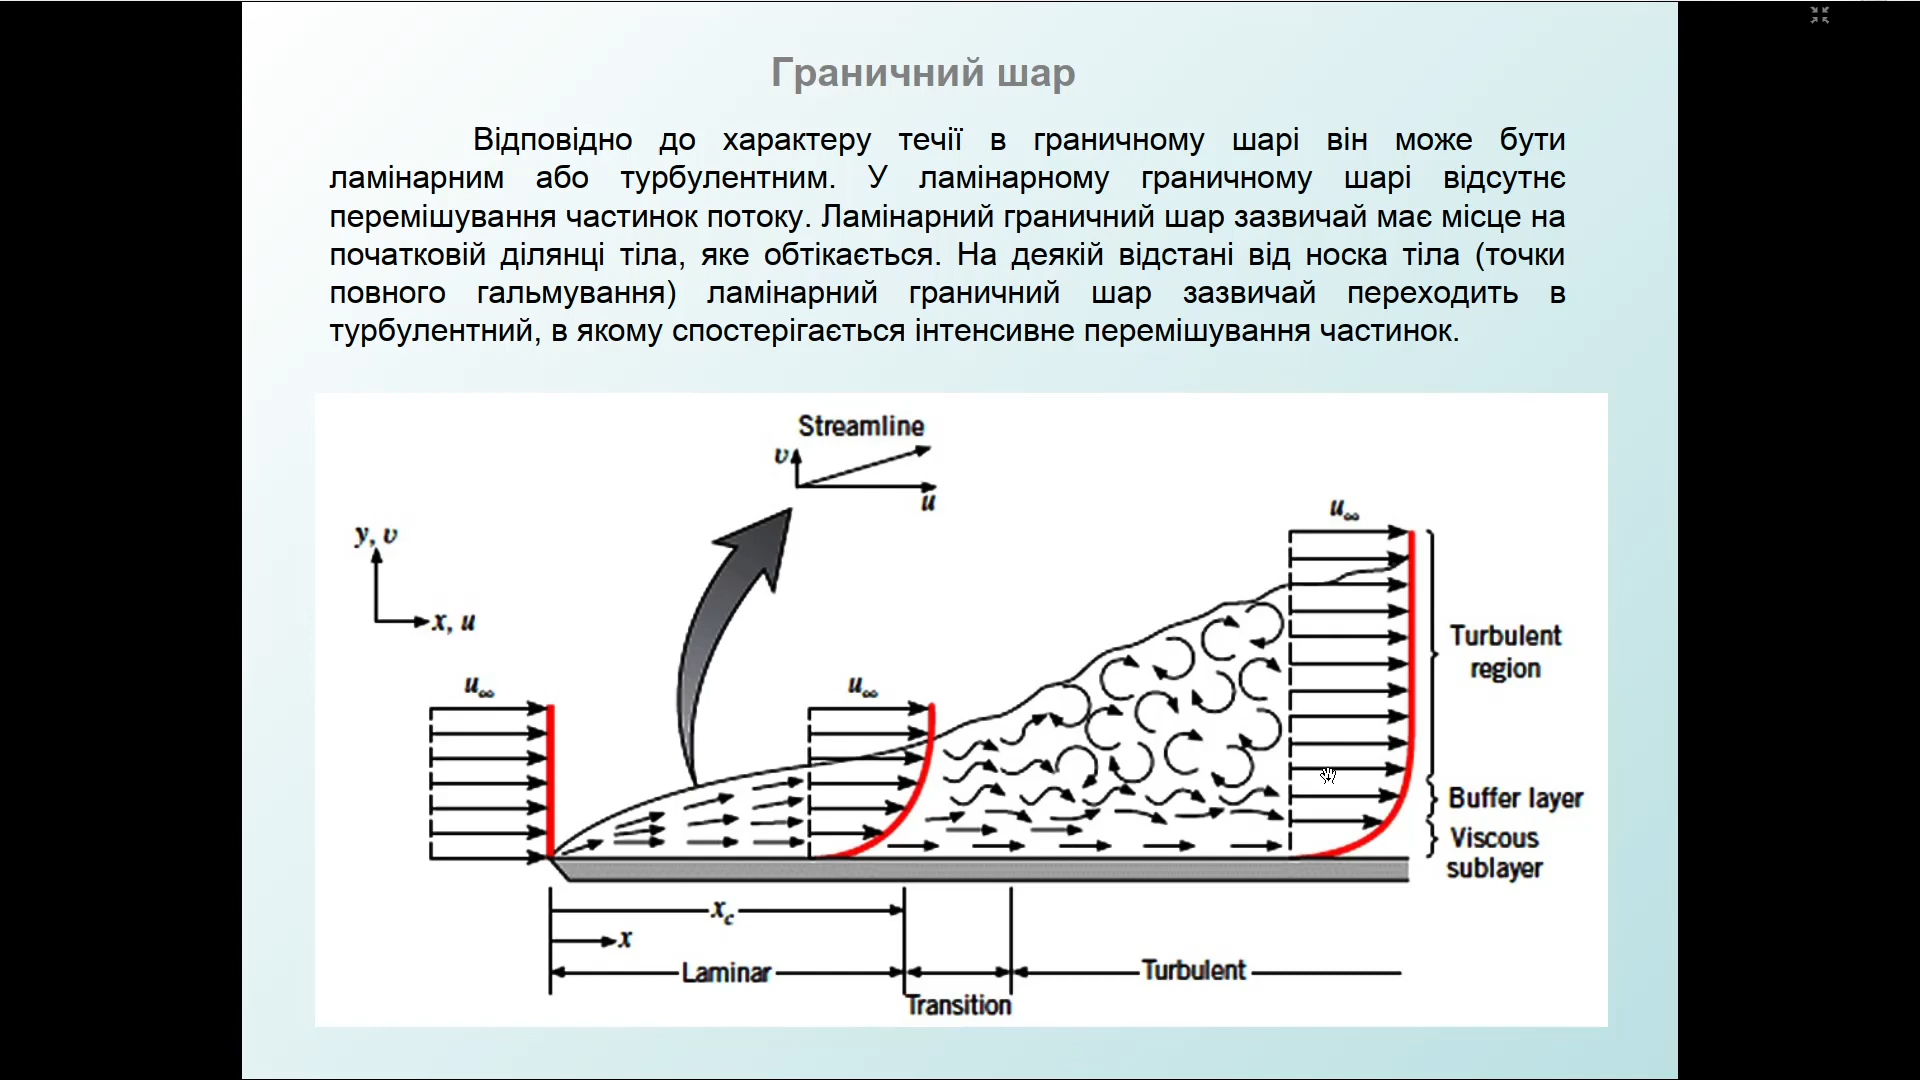 Граничний шар
Відповідно до характеру течії в граничному шарі він може бути
ламінарним або турбулентним. У ламінарному граничному шарі відсутнє
перемішування частинок потоку. Ламінарний граничний шар зазвичай має місце на
початковій ділянці тіла, яке обтікається. На деякій відстані від носка тіла (точки
повного гальмування) ламінарний граничний шар зазвичай переходить в
турбулентний, в якому спостерігається інтенсивне перемішування частинок.
Streamline
υ
u
u∞
y, υ
x, u
Turbulent
region
u∞
u∞
Buffer layer
Viscous
sublayer
xc
x
Laminar
Turbulent
Transition